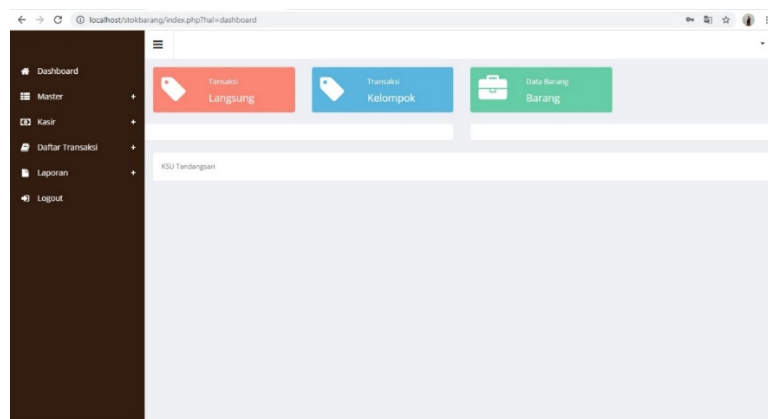 localhost/stokbarang/index.php?hal=dashboard
Dashboard
Master +
Kasir +
Daftar Transaksi +
Laporan +
Logout
Tansaksi
Langsung
Transaksi
Kelompok
Data Barang
Barang
KSU Tandangsari